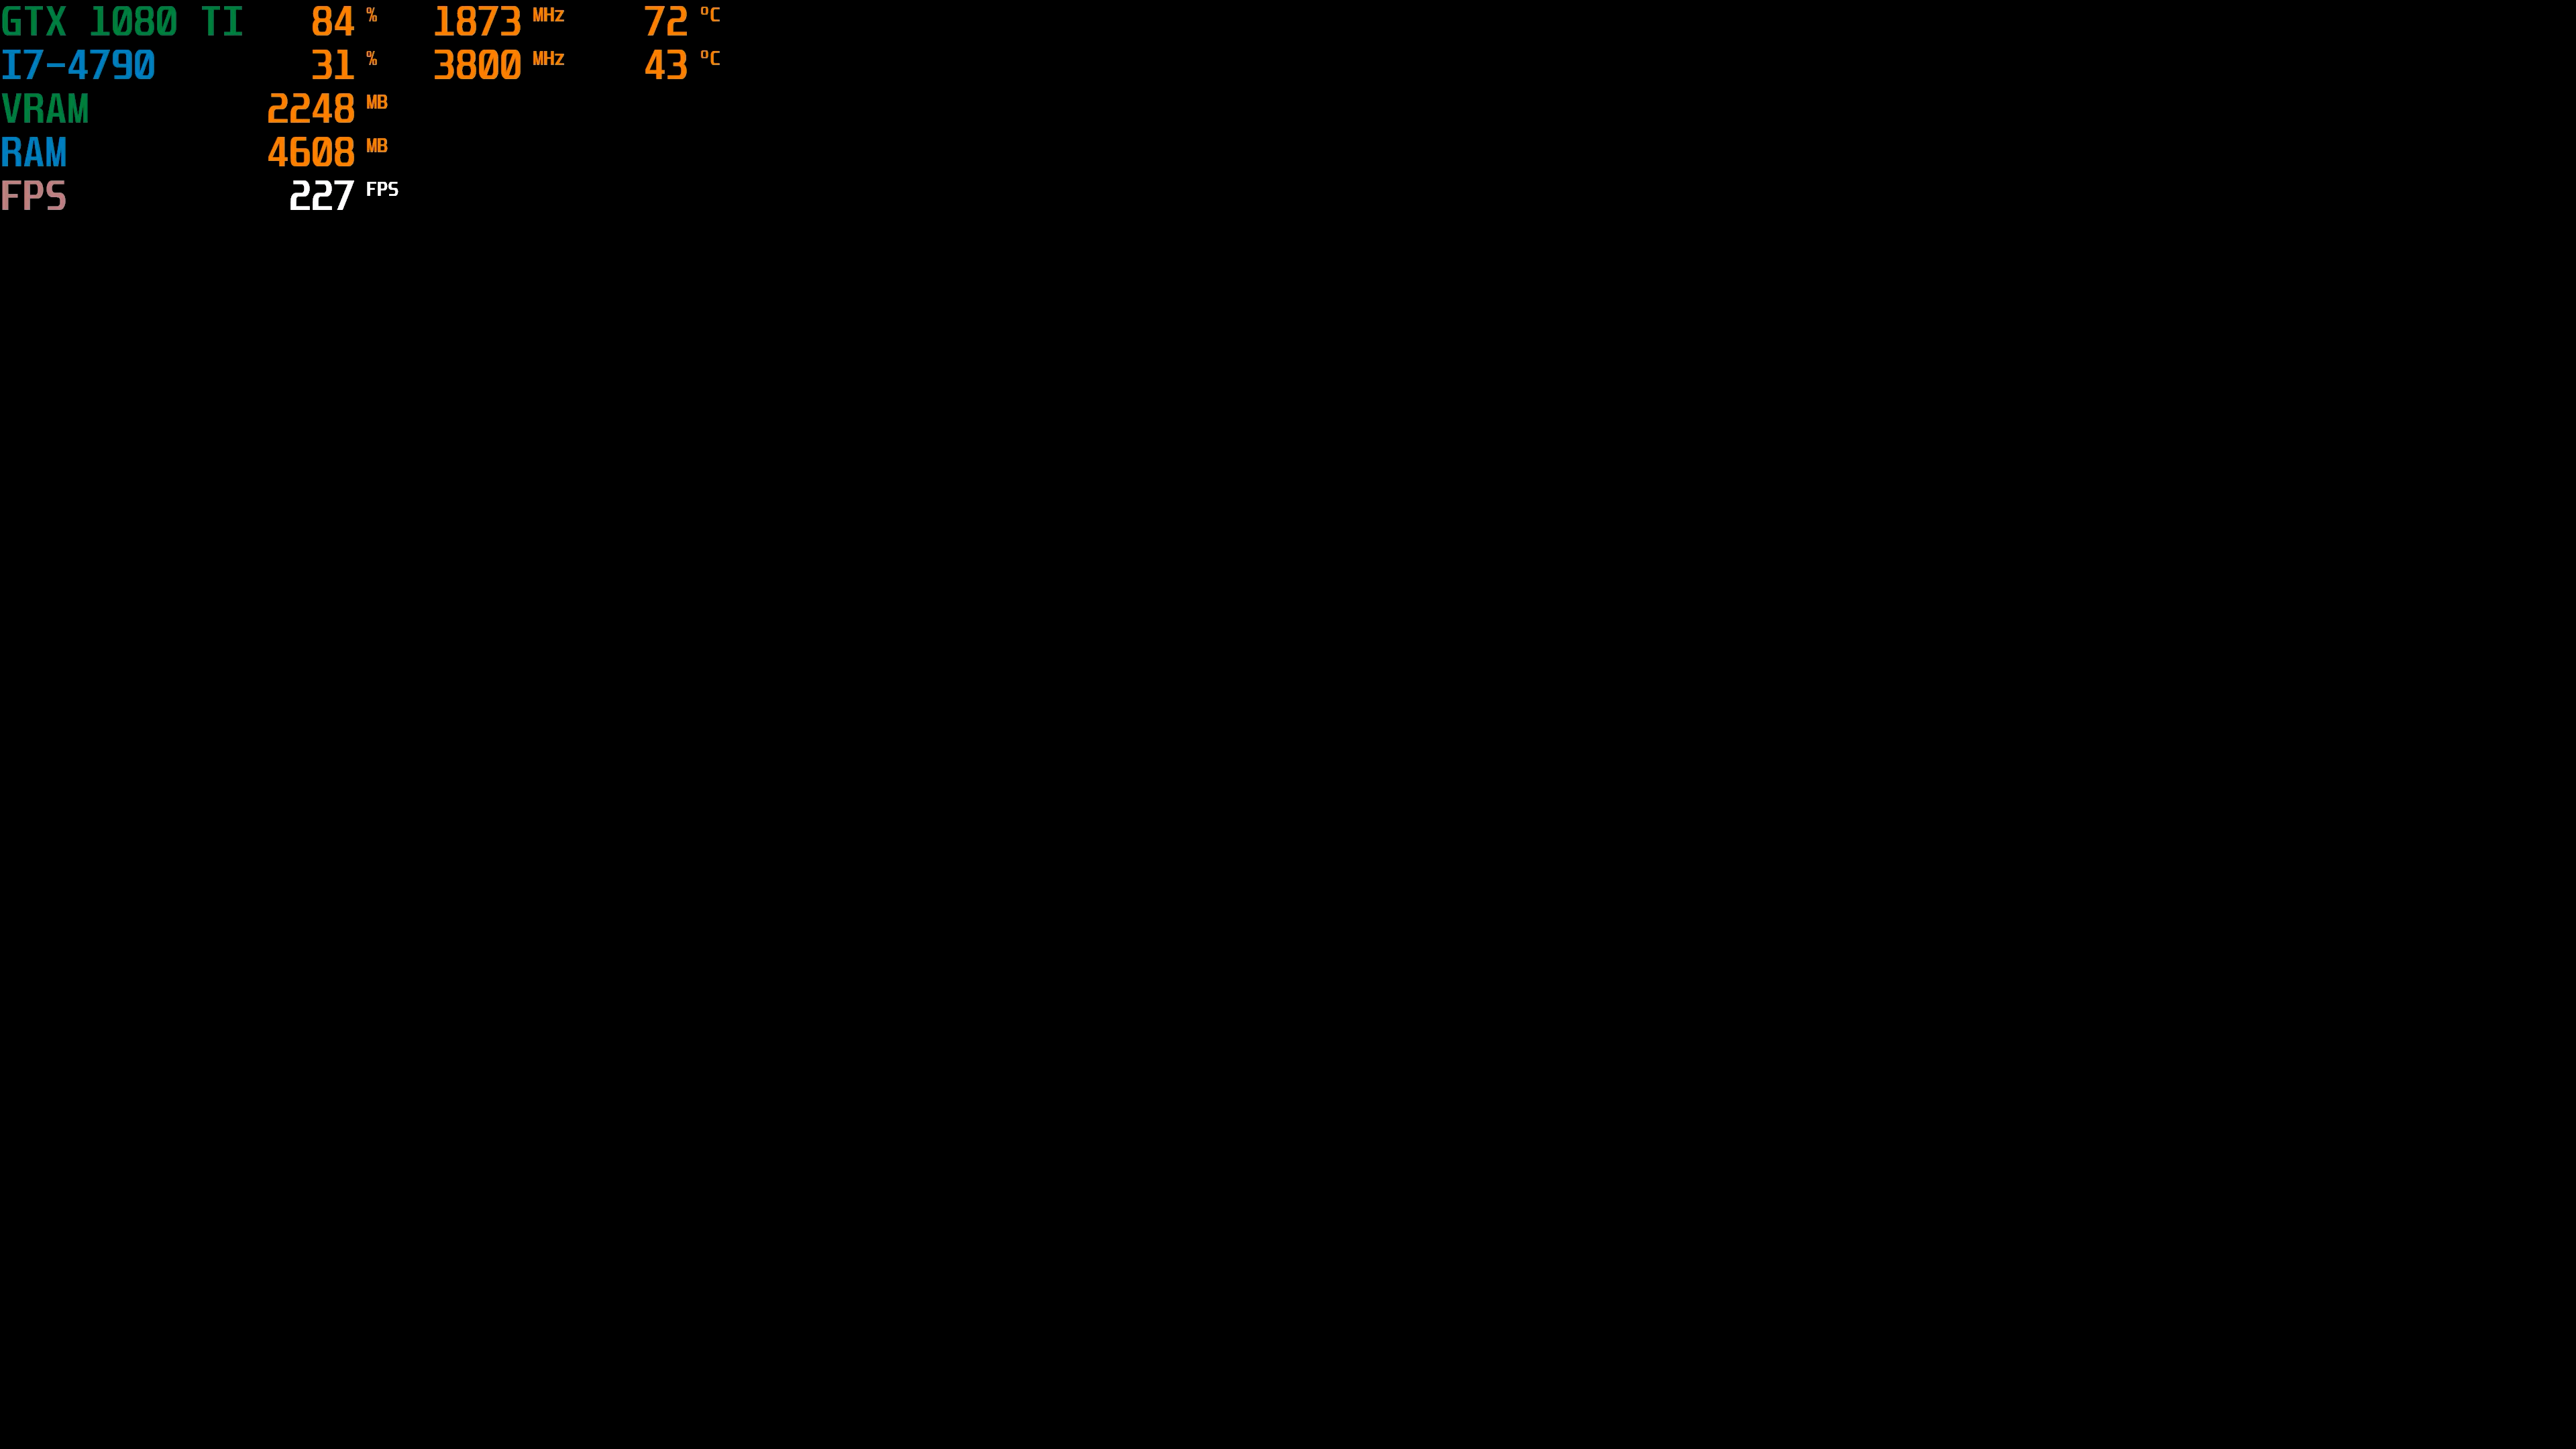 GTX 1080 TI 84 % 1873 MHz 72 °C
I7-4790 31 % 3800 MHz 43 °C
VRAM 2248 MB
RAM 4608 MB
FPS 227 FPS